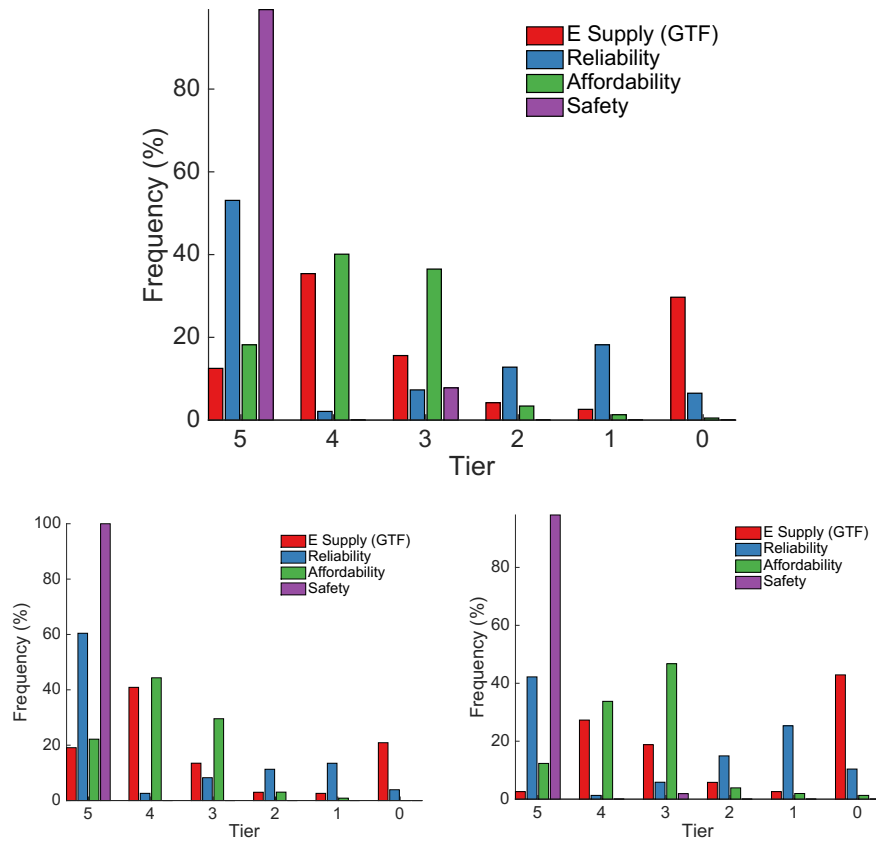 E Supply (GTF)
Reliability
Affordability
Safety
80
60
40
20
0
Frequency (%)
5 4 3 2 1 0
Tier
E Supply (GTF)
Reliability
Affordability
Safety
100
80
60
40
20
0
Frequency (%)
5 4 3 2 1 0
Tier
E Supply (GTF)
Reliability
Affordability
Safety
80
60
40
20
0
Frequency (%)
5 4 3 2 1 0
Tier